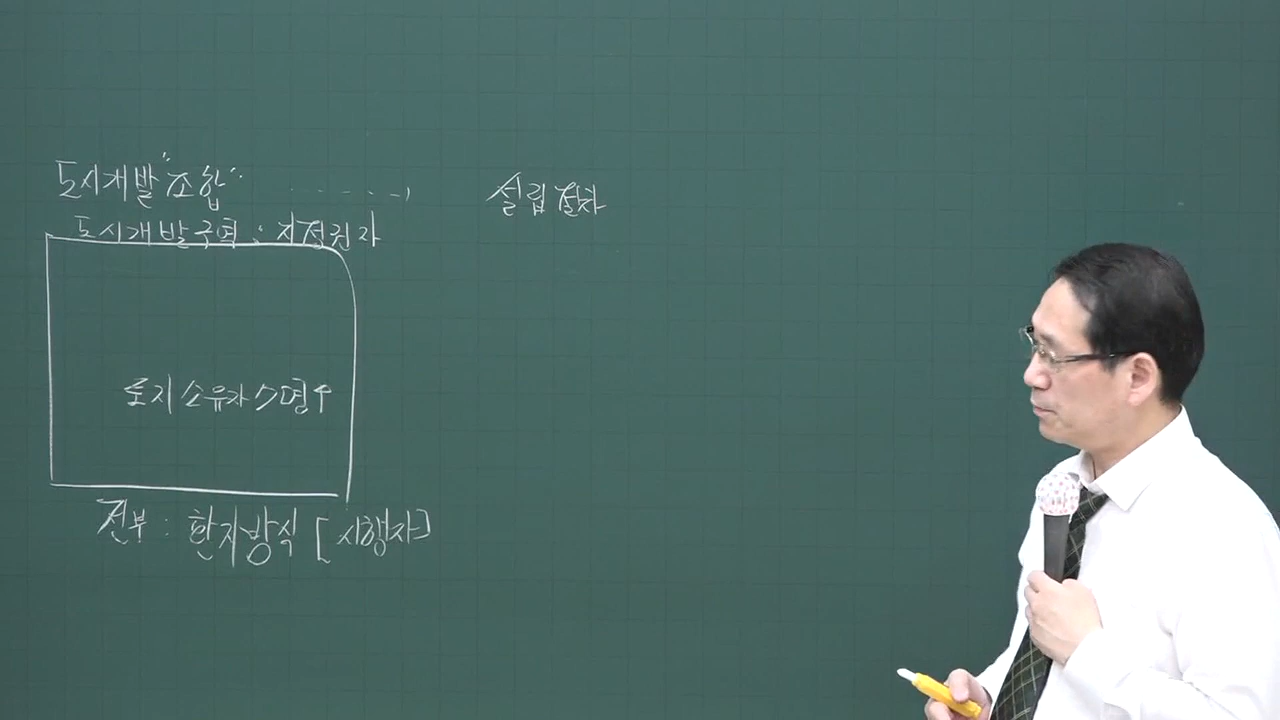 도시개발"조합"
도시개발구역 : 지정권자
토지소유자 7명↑
전부 : 환지방식 [시행자]
설립절차